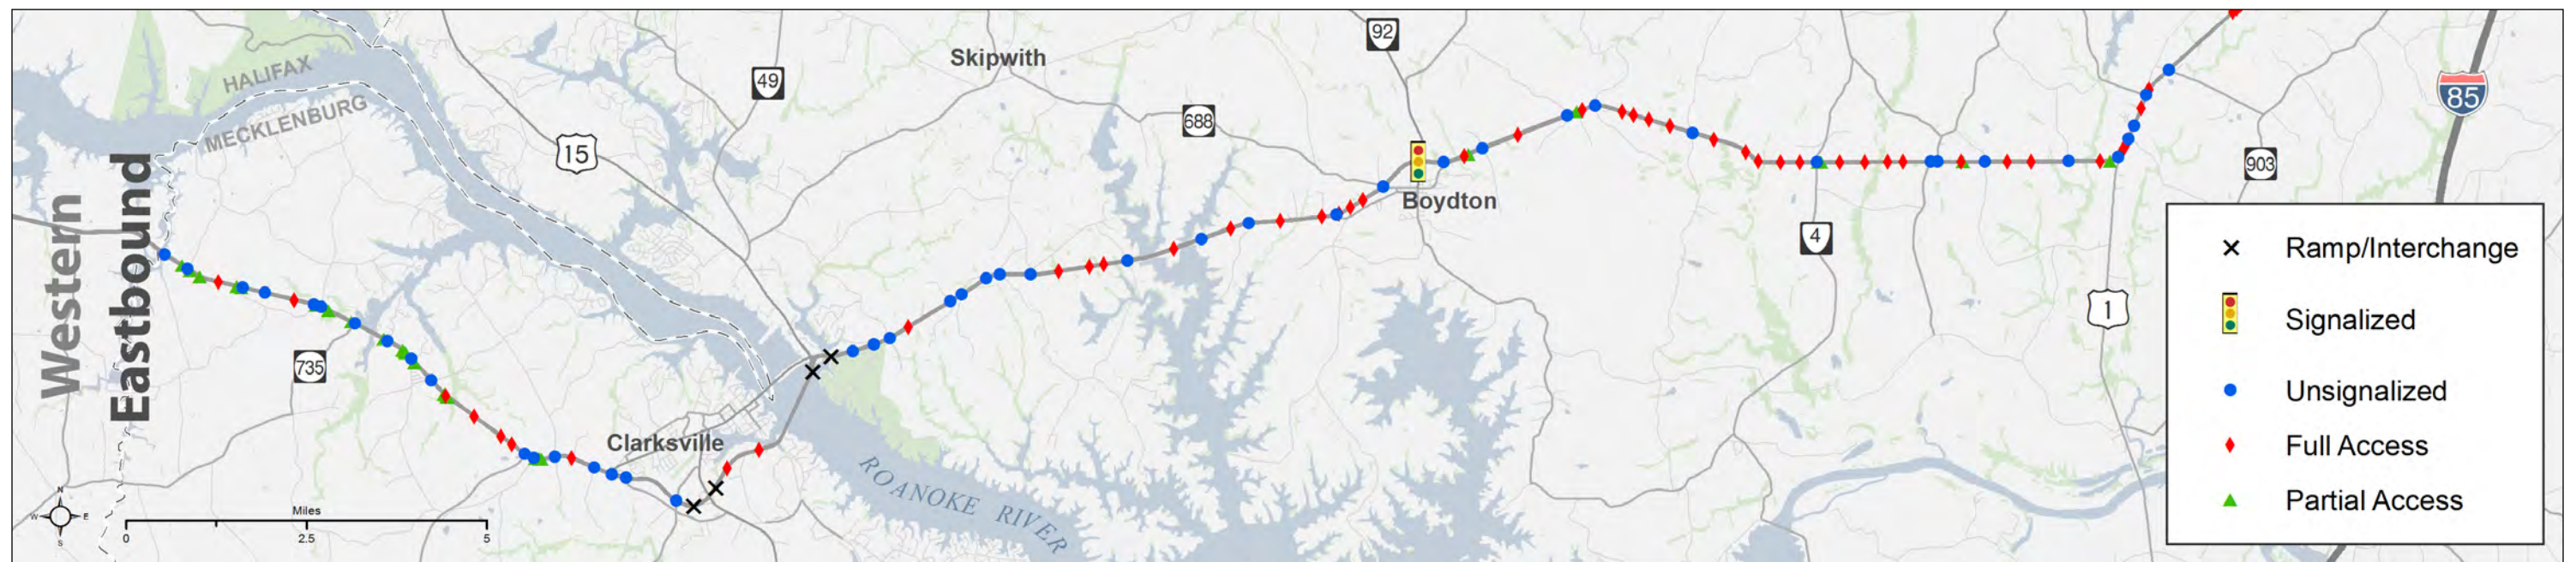 Western
Eastbound
HALIFAX
MECKLENBURG
15
49
Skipwith
688
92
Boydton
4
1
903
85
735
Clarksville
ROANOKE RIVER
N
W
E
S
Miles
0
2.5
5
Ramp/Interchange
Signalized
Unsignalized
Full Access
Partial Access